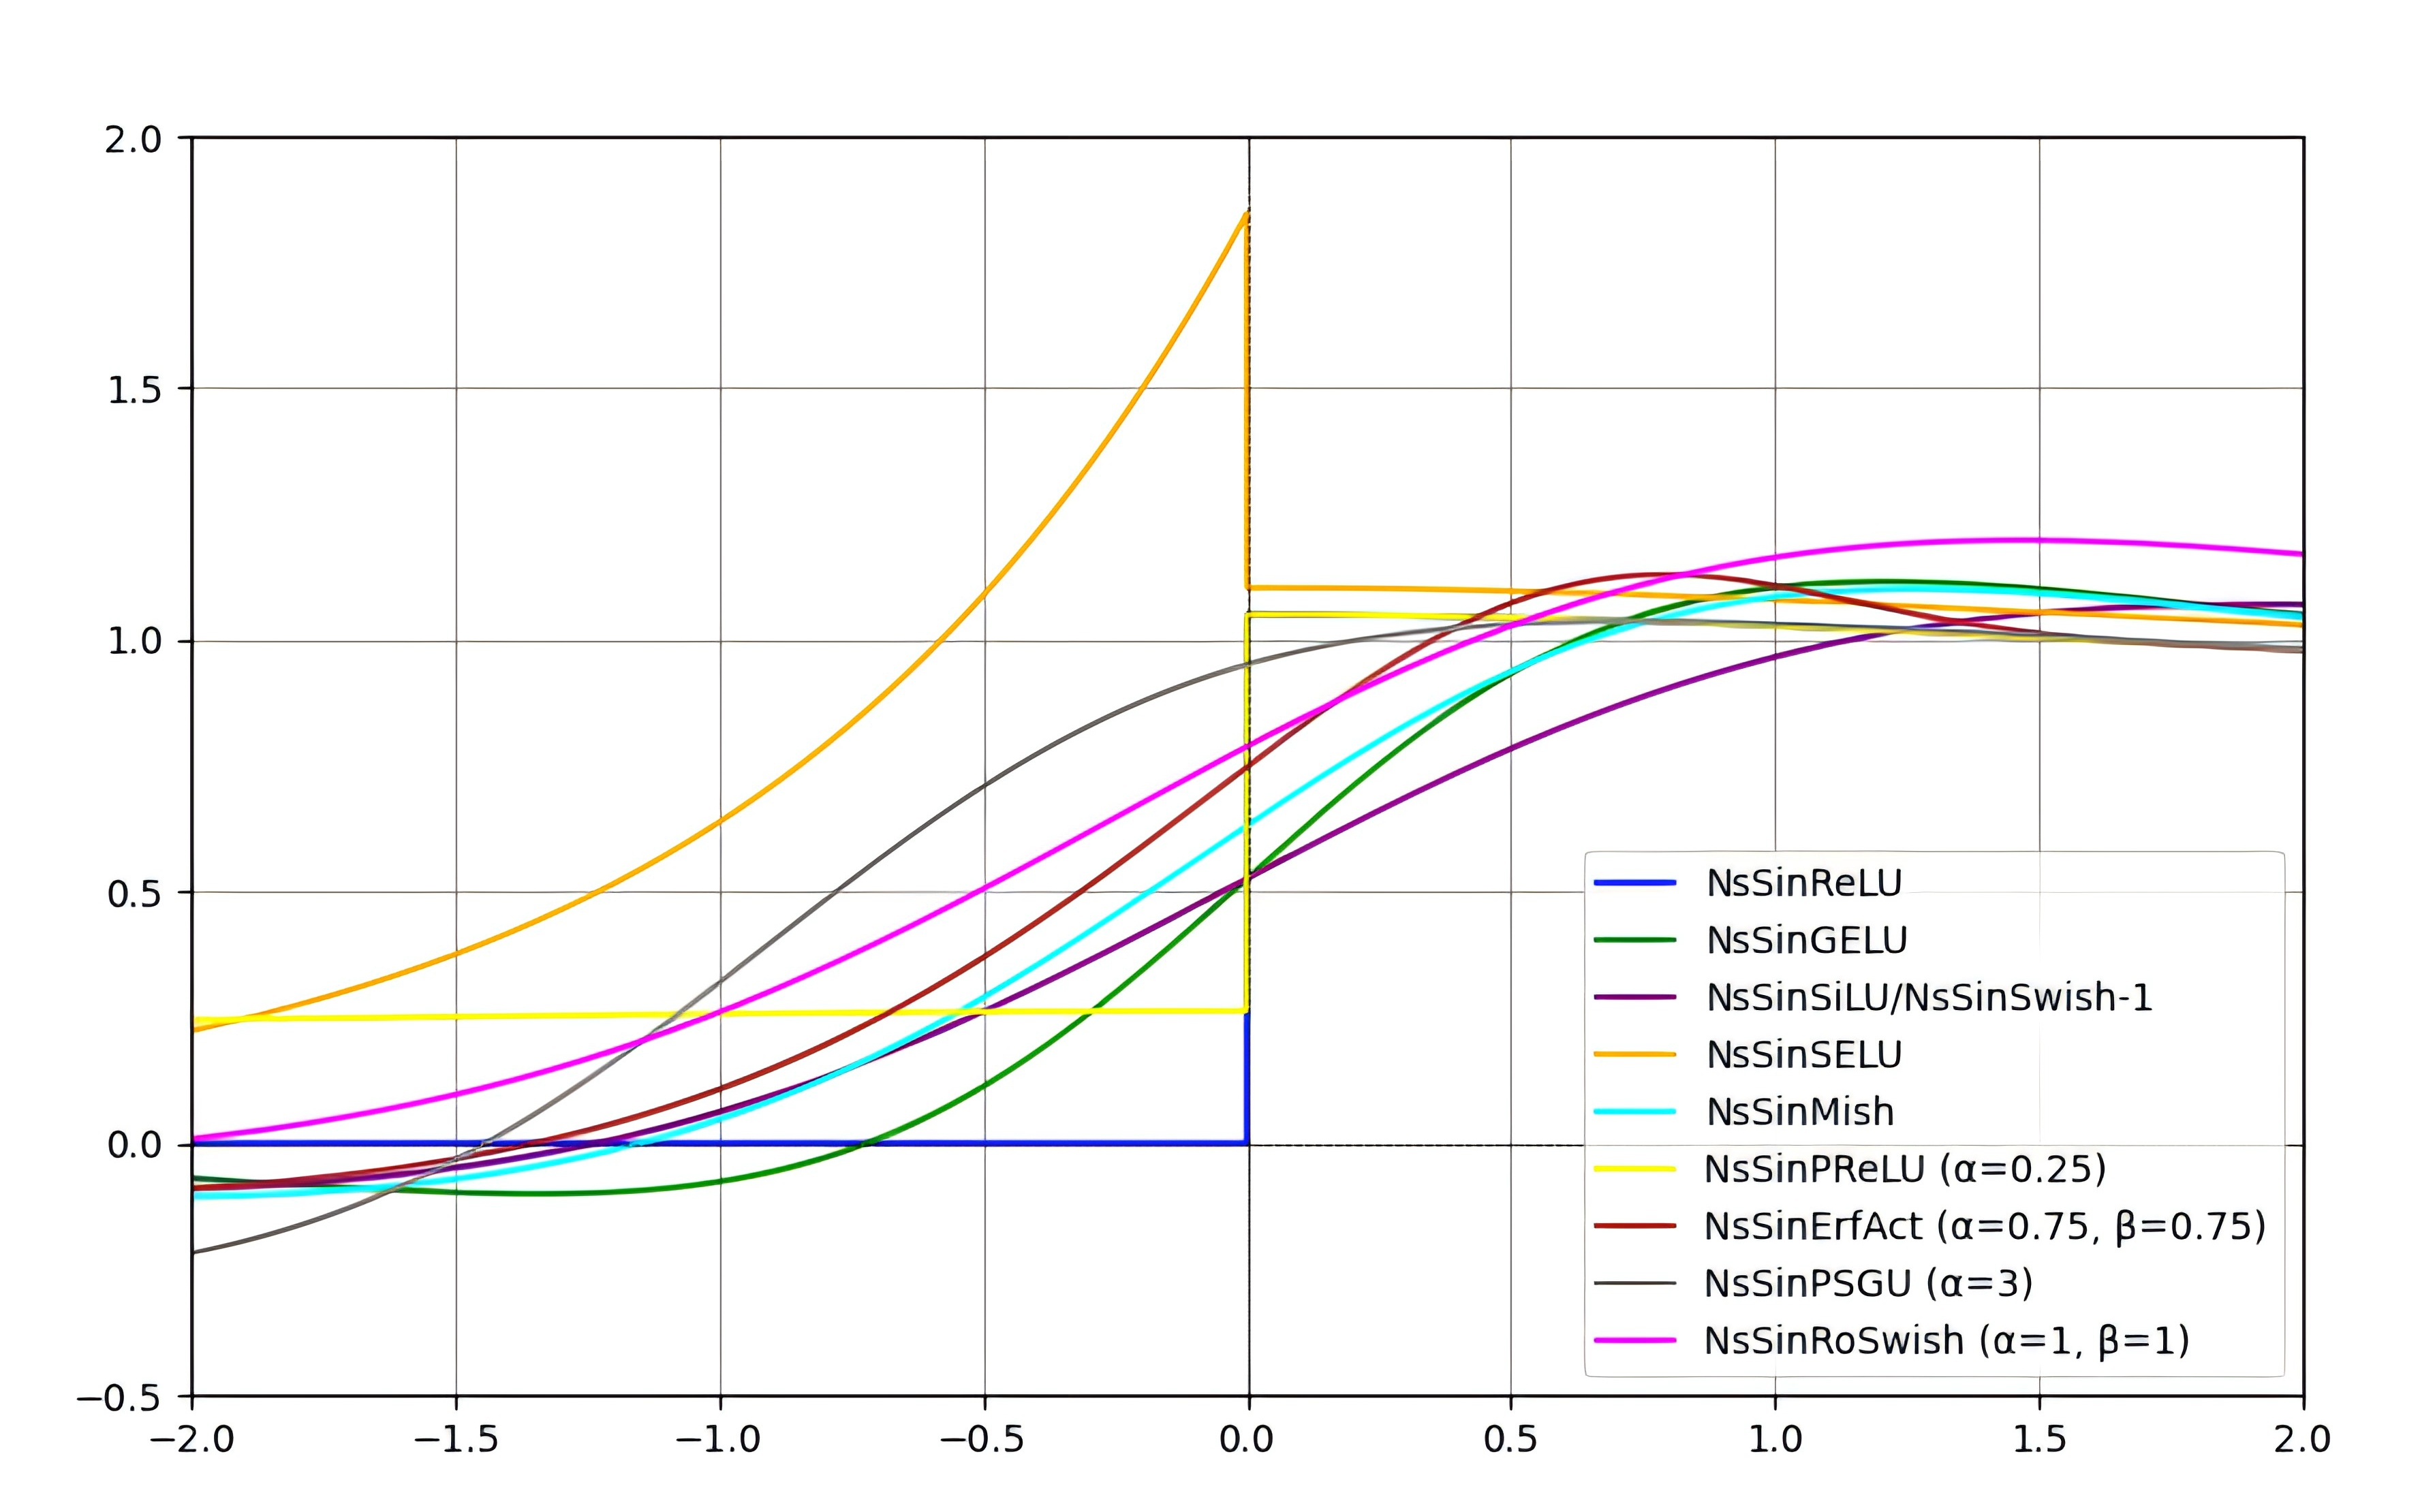 2.0
1.5
1.0
0.5
0.0
−0.5
−2.0 −1.5 −1.0 −0.5 0.0 0.5 1.0 1.5 2.0
NsSinReLU
NsSinGELU
NsSinSiLU/NsSinSwish-1
NsSinSELU
NsSinMish
NsSinPReLU (α=0.25)
NsSinErfAct (α=0.75, β=0.75)
NsSinPSGU (α=3)
NsSinRoSwish (α=1, β=1)